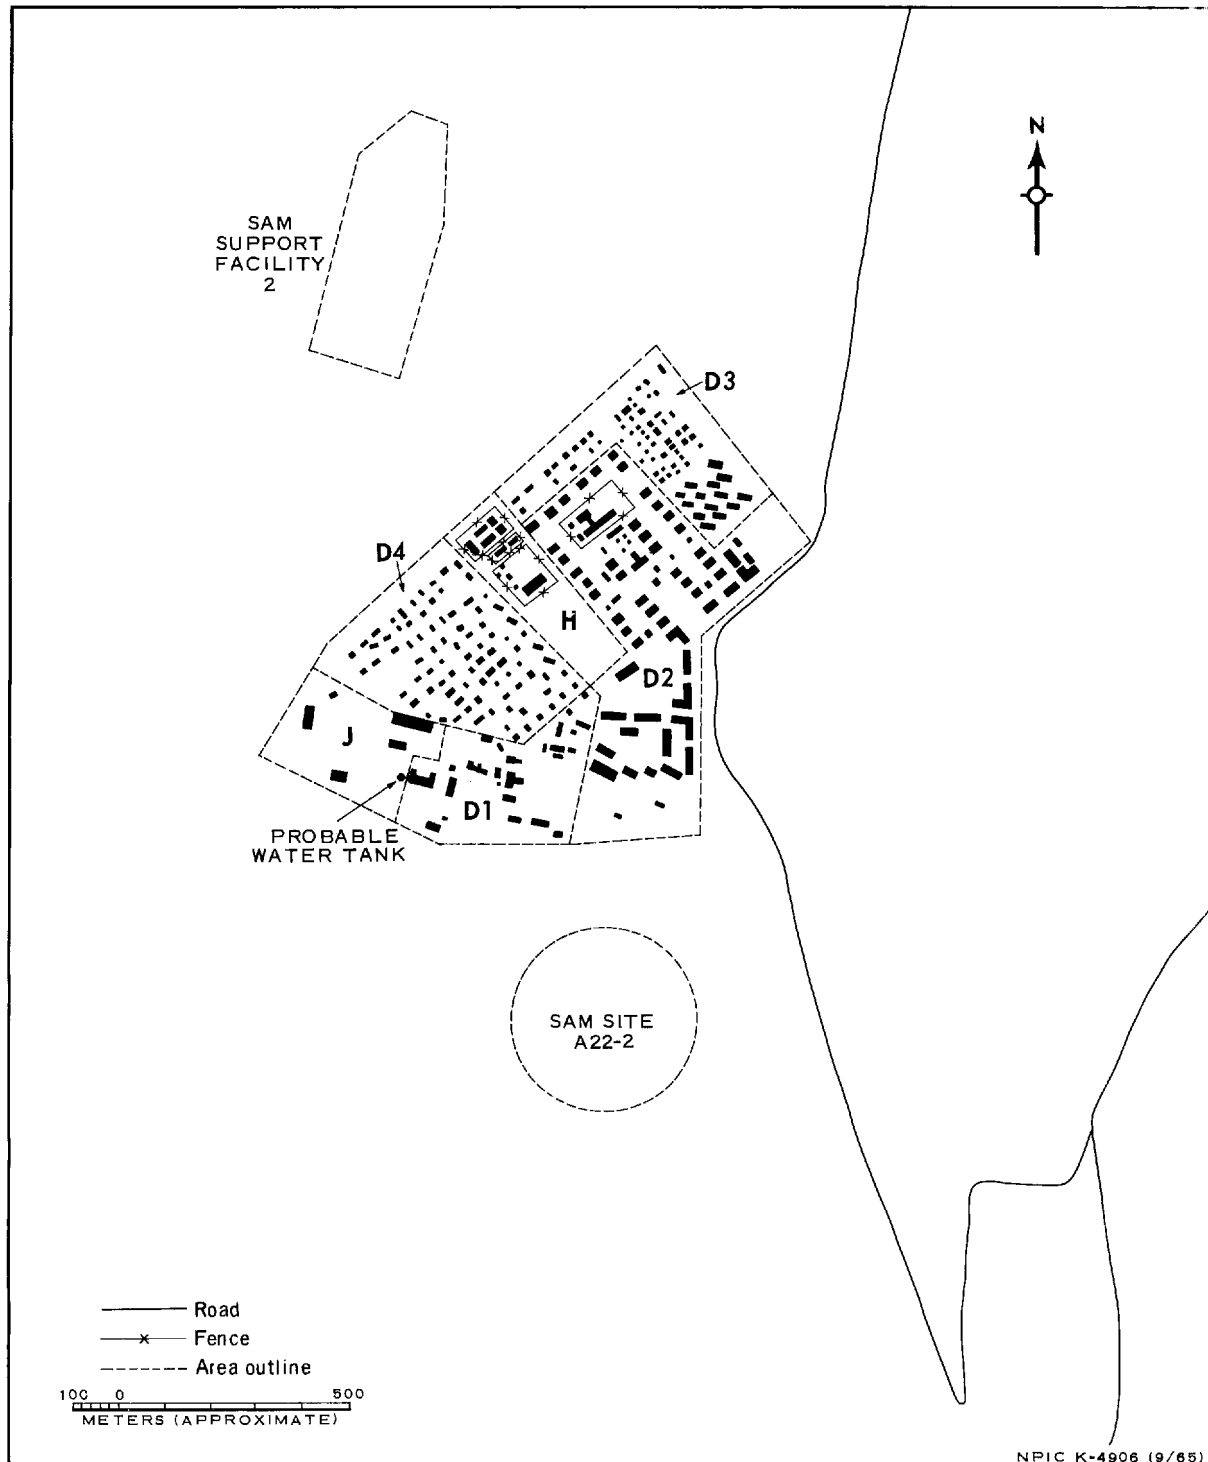 N
SAM
SUPPORT
FACILITY
2
D3
D4
H
D2
J
D1
PROBABLE
WATER TANK
SAM SITE
A22-2
Road
Fence
Area outline
100 0 500
METERS (APPROXIMATE)
NPIC K-4906 (9/65)